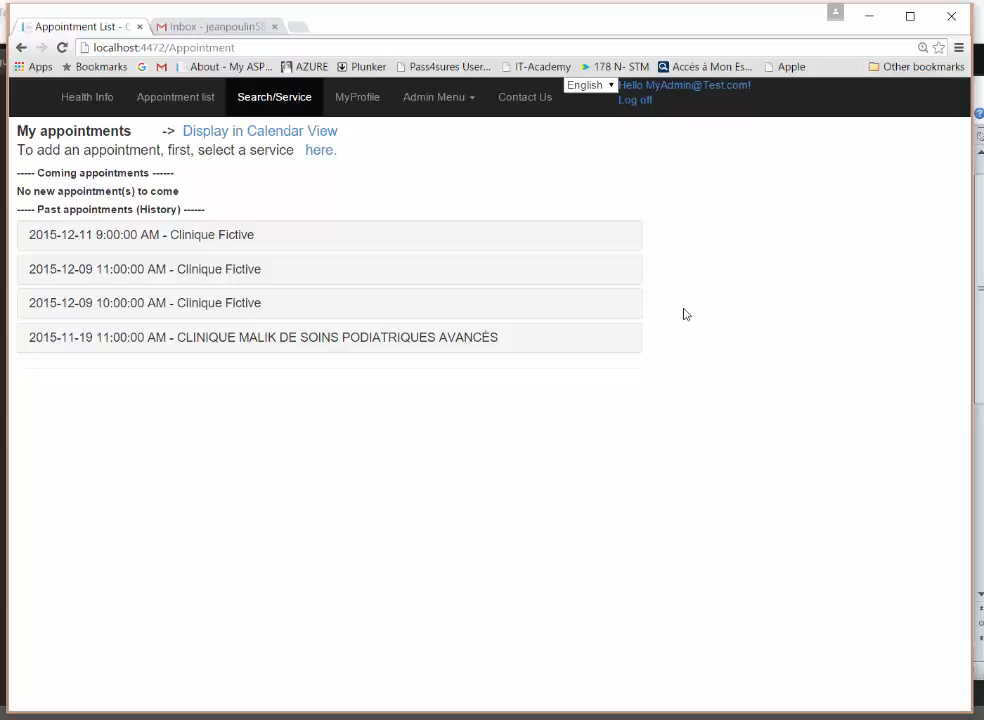 Appointment List - C
Inbox - jeanpoulin58
localhost:4472/Appointment
Apps Bookmarks G M About - My ASP... AZURE Plunker Pass4sures User... IT-Academy 178 N- STM Accès à Mon Es... Apple Other bookmarks
Health Info Appointment list Search/Service MyProfile Admin Menu Contact Us English Hello MyAdmin@Test.com!
Log off
My appointments -> Display in Calendar View
To add an appointment, first, select a service here.
----- Coming appointments ------
No new appointment(s) to come
----- Past appointments (History) ------
2015-12-11 9:00:00 AM - Clinique Fictive
2015-12-09 11:00:00 AM - Clinique Fictive
2015-12-09 10:00:00 AM - Clinique Fictive
2015-11-19 11:00:00 AM - CLINIQUE MALIK DE SOINS PODIATRIQUES AVANCÉS